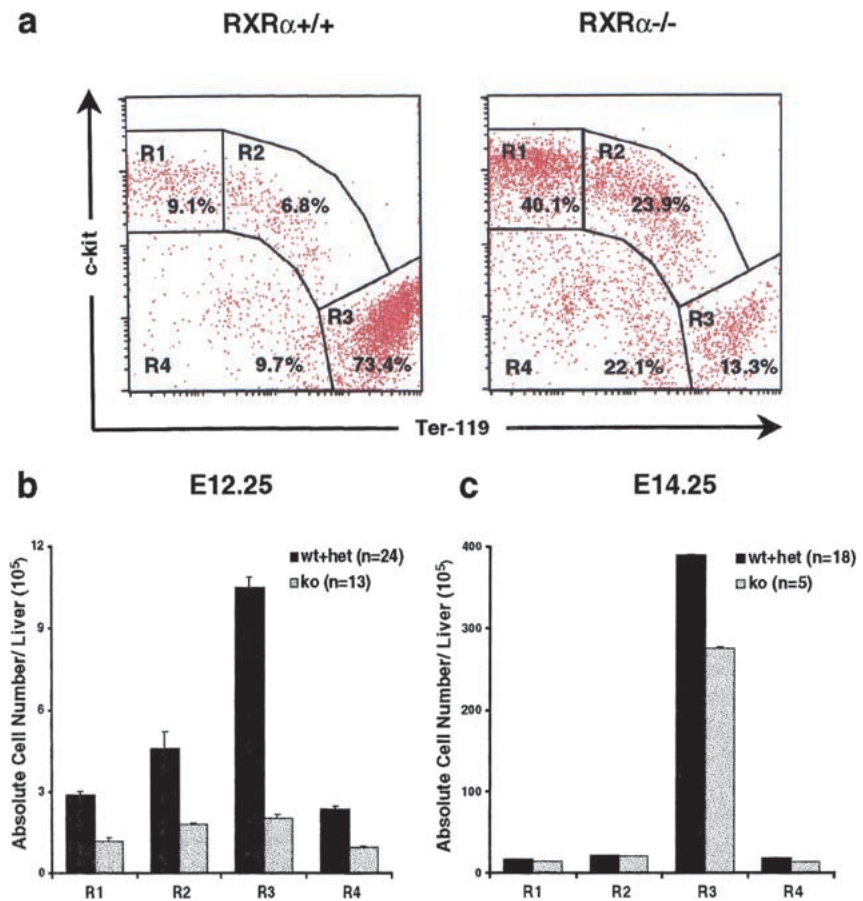 a
RXRα+/+
RXRα-/-
c-kit
R1
R2
9.1%
6.8%
R3
R4
9.7%
73.4%
R1
R2
40.1%
23.9%
R3
R4
22.1%
13.3%
Ter-119
b
E12.25
Absolute Cell Number/ Liver (10⁵)
12
9
6
3
0
wt+het (n=24)
ko (n=13)
R1
R2
R3
R4
c
E14.25
Absolute Cell Number/ Liver (10⁵)
400
300
200
100
0
wt+het (n=18)
ko (n=5)
R1
R2
R3
R4